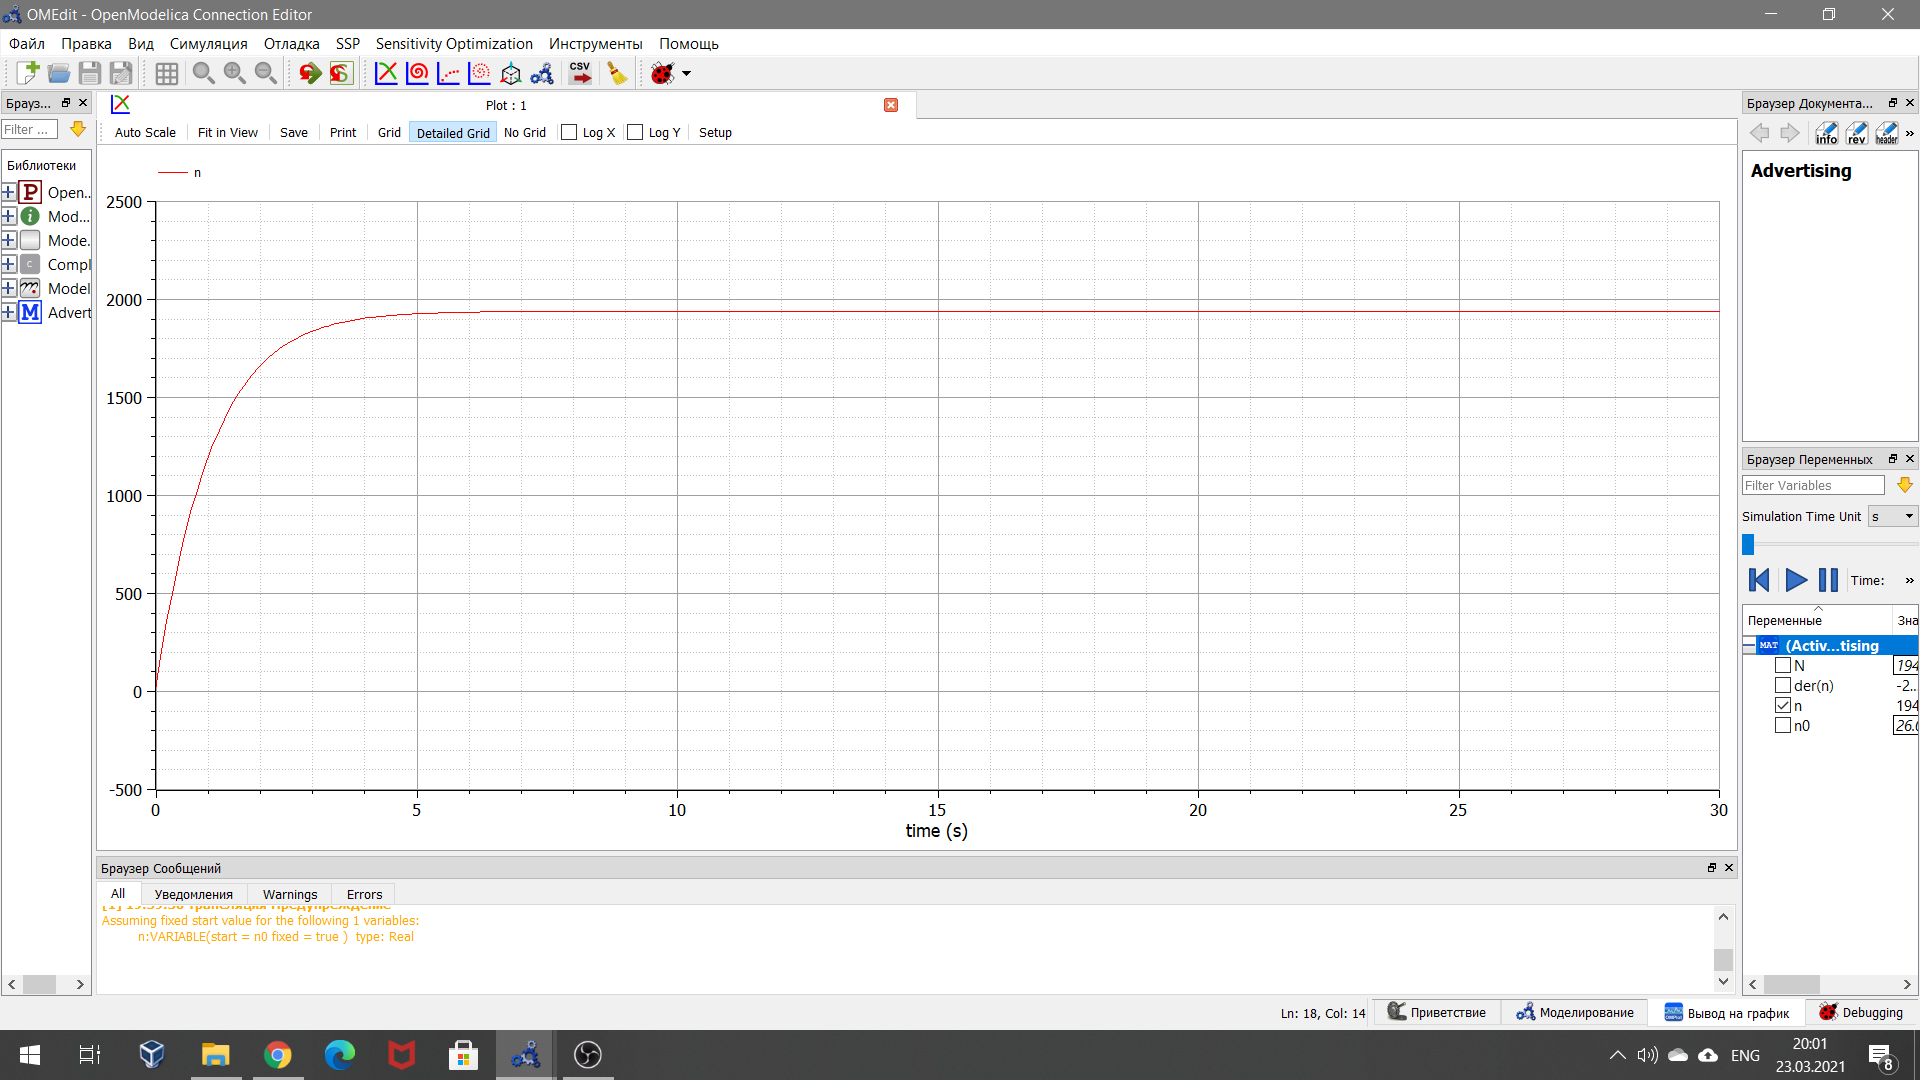 OMEdit - OpenModelica Connection Editor
Файл Правка Вид Симуляция Отладка SSP Sensitivity Optimization Инструменты Помощь
CSV
Брауз...
Filter ...
Библиотеки
P Open..
i Mod...
Mode.
C Compl
Model
M Advert
Plot : 1
Auto Scale Fit in View Save Print Grid Detailed Grid No Grid Log X Log Y Setup
n
2500
2000
1500
1000
500
0
-500
0 5 10 15 20 25 30
time (s)
Браузер Сообщений
All Уведомления Warnings Errors
Assuming fixed start value for the following 1 variables:
n:VARIABLE(start = n0 fixed = true ) type: Real
Браузер Документа...
info rev header »
Advertising
Браузер Переменных
Filter Variables
Simulation Time Unit s
Time: »
Переменные Зна
MAT (Activ...tising
N 194
der(n) -2..
n 194
n0 26.0
Ln: 18, Col: 14 Приветствие Моделирование Вывод на график Debugging
ENG
20:01
23.03.2021
8